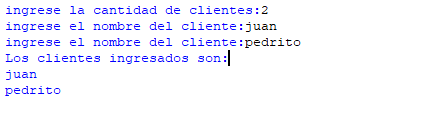 ingrese la cantidad de clientes:2
ingrese el nombre del cliente:juan
ingrese el nombre del cliente:pedrito
Los clientes ingresados son:
juan
pedrito